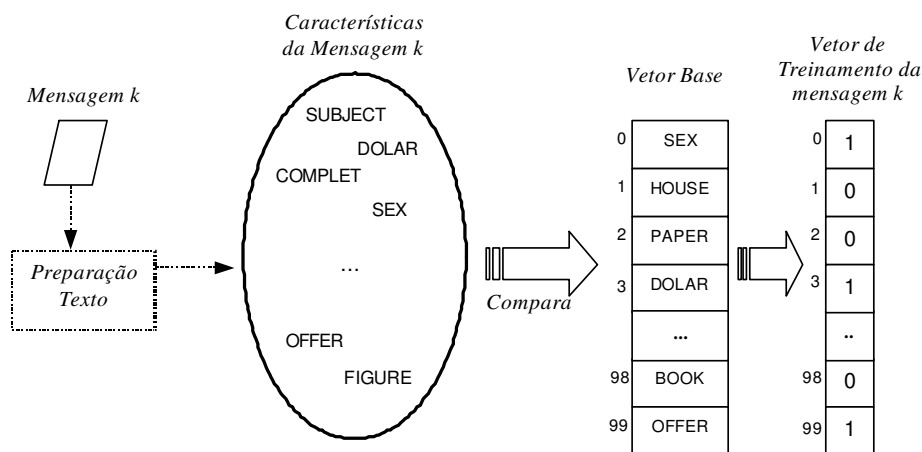 Características
da Mensagem k
Mensagem k
Preparação
Texto
SUBJECT
DOLAR
COMPLET
SEX
...
OFFER
FIGURE
Compara
Vetor Base
0 SEX
1 HOUSE
2 PAPER
3 DOLAR
...
98 BOOK
99 OFFER
Vetor de
Treinamento da
mensagem k
0 1
1 0
2 0
3 1
..
98 0
99 1